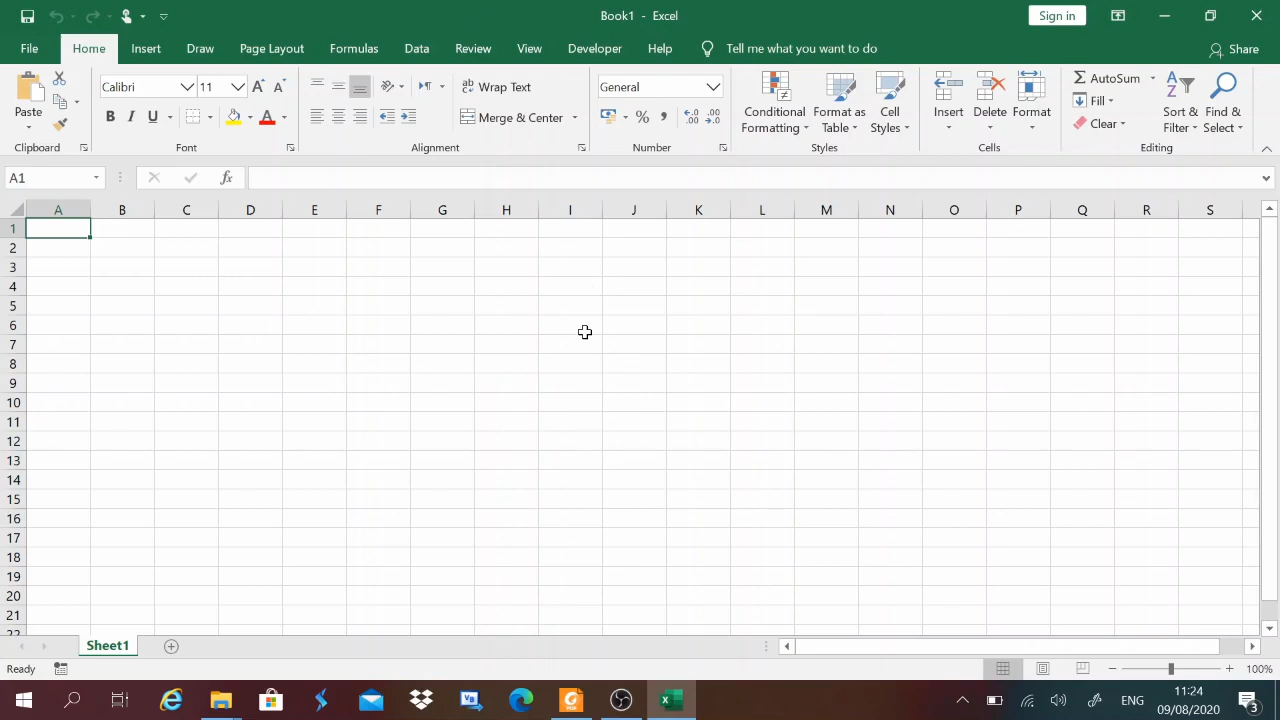 Book1 - Excel
Sign in
File Home Insert Draw Page Layout Formulas Data Review View Developer Help Tell me what you want to do Share
Paste
Clipboard
Calibri 11
B I U
Font
ab
Wrap Text
Merge & Center
Alignment
General
%
Number
Conditional Formatting
Format as Table
Cell Styles
Styles
Insert
Delete
Format
Cells
AutoSum
Fill
Clear
Sort & Filter
Find & Select
Editing
A1
fx
A B C D E F G H I J K L M N O P Q R S
1
2
3
4
5
6
7
8
9
10
11
12
13
14
15
16
17
18
19
20
21
22
Sheet1
Ready
100%
ENG
11:24
09/08/2020
3